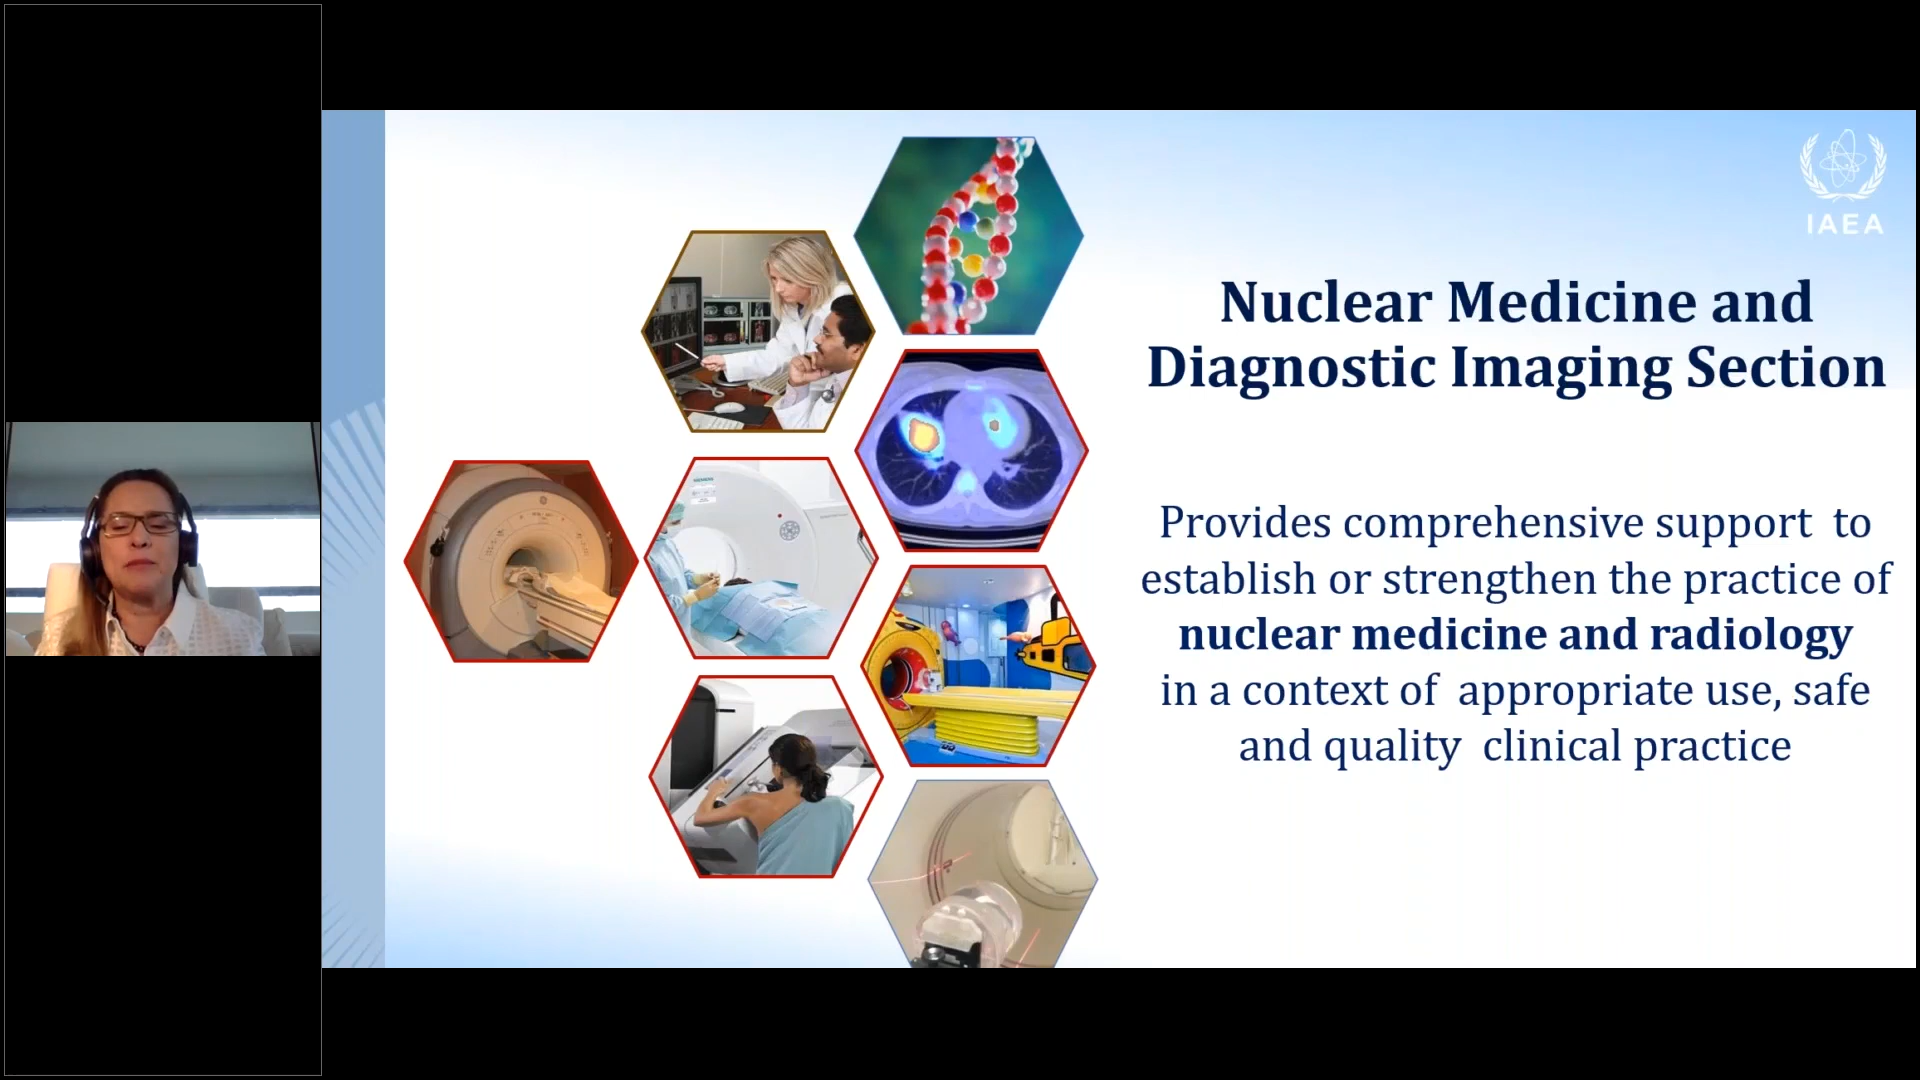 IAEA
Nuclear Medicine and
Diagnostic Imaging Section
Provides comprehensive support to
establish or strengthen the practice of
nuclear medicine and radiology
in a context of appropriate use, safe
and quality clinical practice
SIEMENS